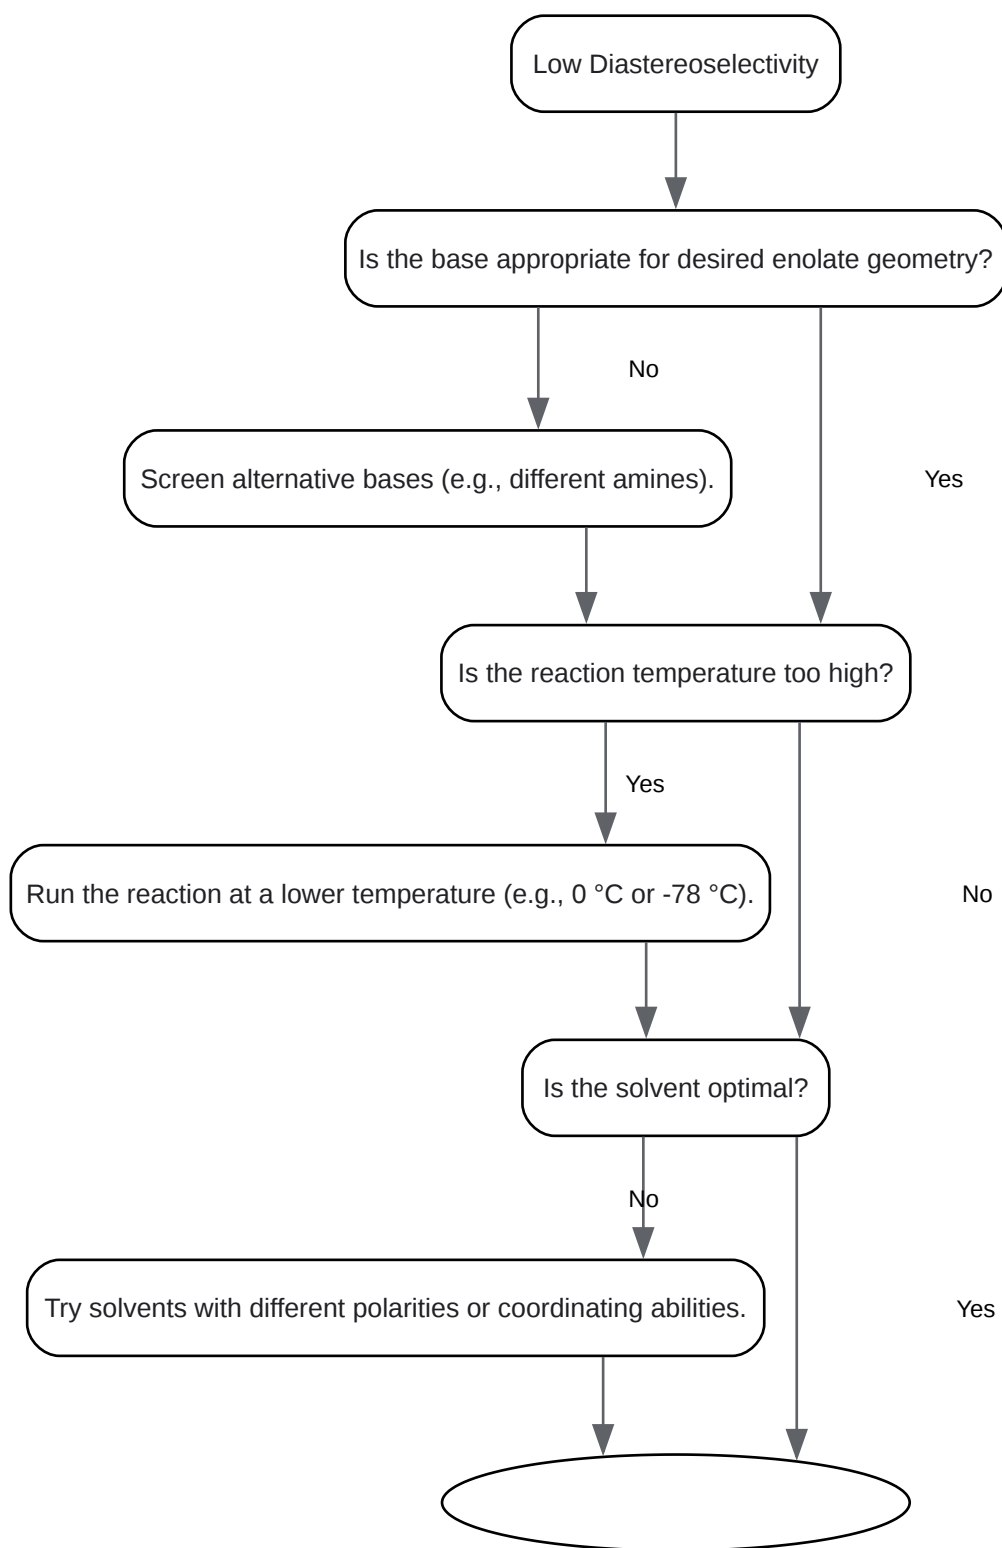 Low Diastereoselectivity
Is the base appropriate for desired enolate geometry?
No
Screen alternative bases (e.g., different amines).
Yes
Is the reaction temperature too high?
Yes
Run the reaction at a lower temperature (e.g., 0 °C or -78 °C).
No
Is the solvent optimal?
No
Try solvents with different polarities or coordinating abilities.
Yes